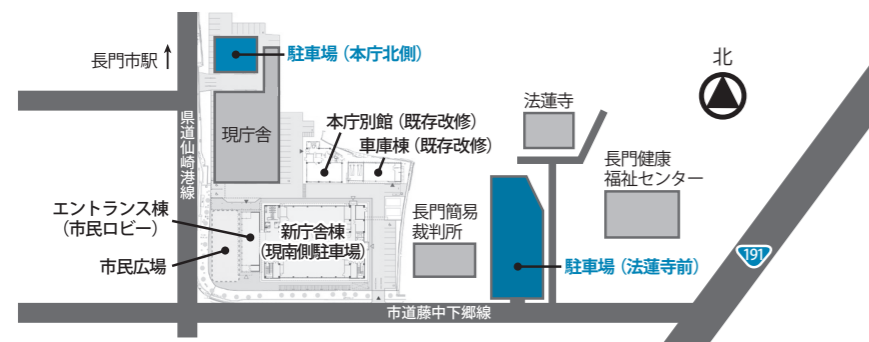 長門市駅
駐車場（本庁北側）
北
県道仙崎港線
現庁舎
本庁別館（既存改修）
車庫棟（既存改修）
法蓮寺
長門健康
福祉センター
エントランス棟
（市民ロビー）
市民広場
新庁舎棟
（現南側駐車場）
長門簡易
裁判所
駐車場（法蓮寺前）
191
市道藤中下郷線